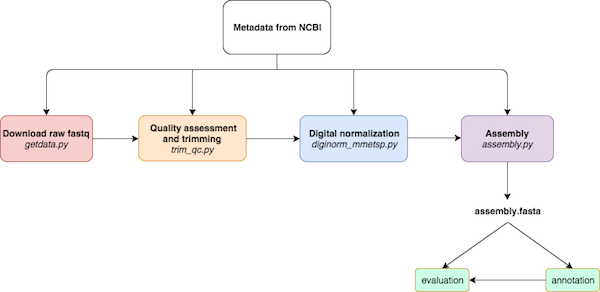 Metadata from NCBI
Download raw fastq
getdata.py
Quality assessment
and trimming
trim_qc.py
Digital normalization
diginorm_mmetsp.py
Assembly
assembly.py
assembly.fasta
evaluation
annotation